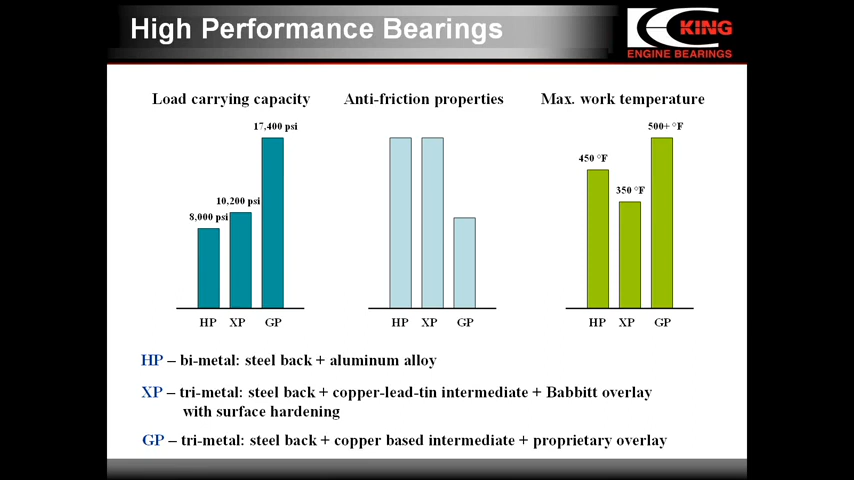 High Performance Bearings
KING
ENGINE BEARINGS
Load carrying capacity
Anti-friction properties
Max. work temperature
17,400 psi
10,200 psi
8,000 psi
HP XP GP
HP XP GP
500+ °F
450 °F
350 °F
HP XP GP
HP – bi-metal: steel back + aluminum alloy
XP – tri-metal: steel back + copper-lead-tin intermediate + Babbitt overlay
with surface hardening
GP – tri-metal: steel back + copper based intermediate + proprietary overlay